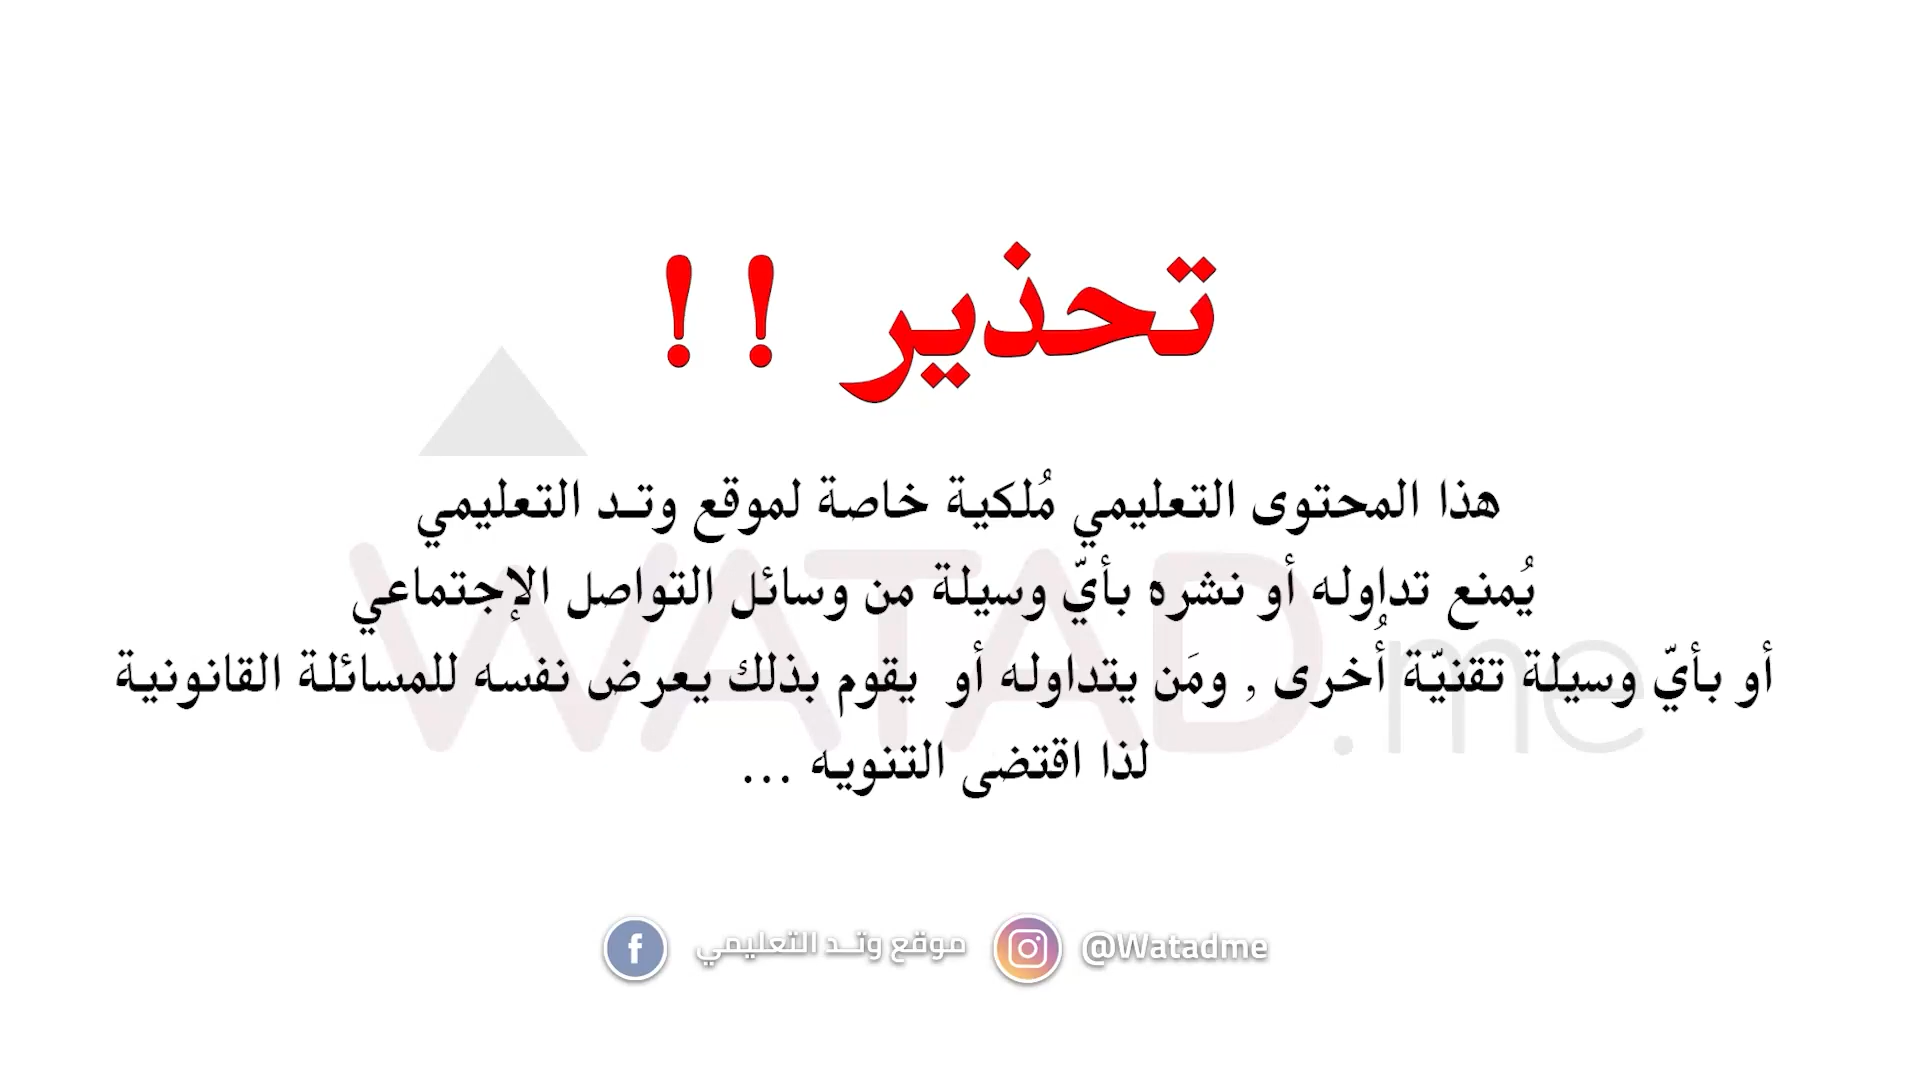 تحذير ! !
هذا المحتوى التعليمي مُلكية خاصة لموقع وتـد التعليمي
يُمنع تداوله أو نشره بأيّ وسيلة من وسائل التواصل الإجتماعي
أو بأيّ وسيلة تقنيّة أُخرى , ومَن يتداوله أو يقوم بذلك يعرض نفسه للمسائلة القانونية
لذا اقتضى التنويه ...
WATAD.me
@Watadme موقع وتـد التعليمي